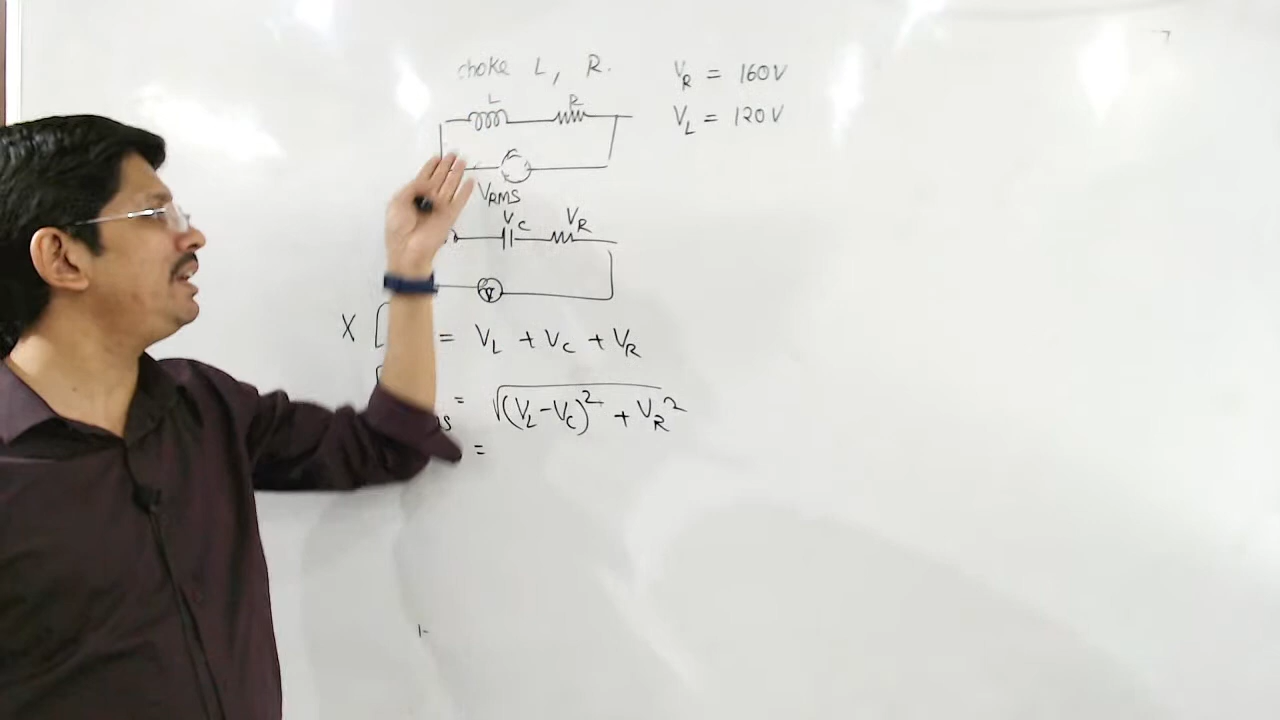 choke L, R.
V_R = 160V
L R
V_L = 120V
V_RMS
V_C V_R
X [ = V_L + V_C + V_R
= √(V_L - V_C)² + V_R²
=